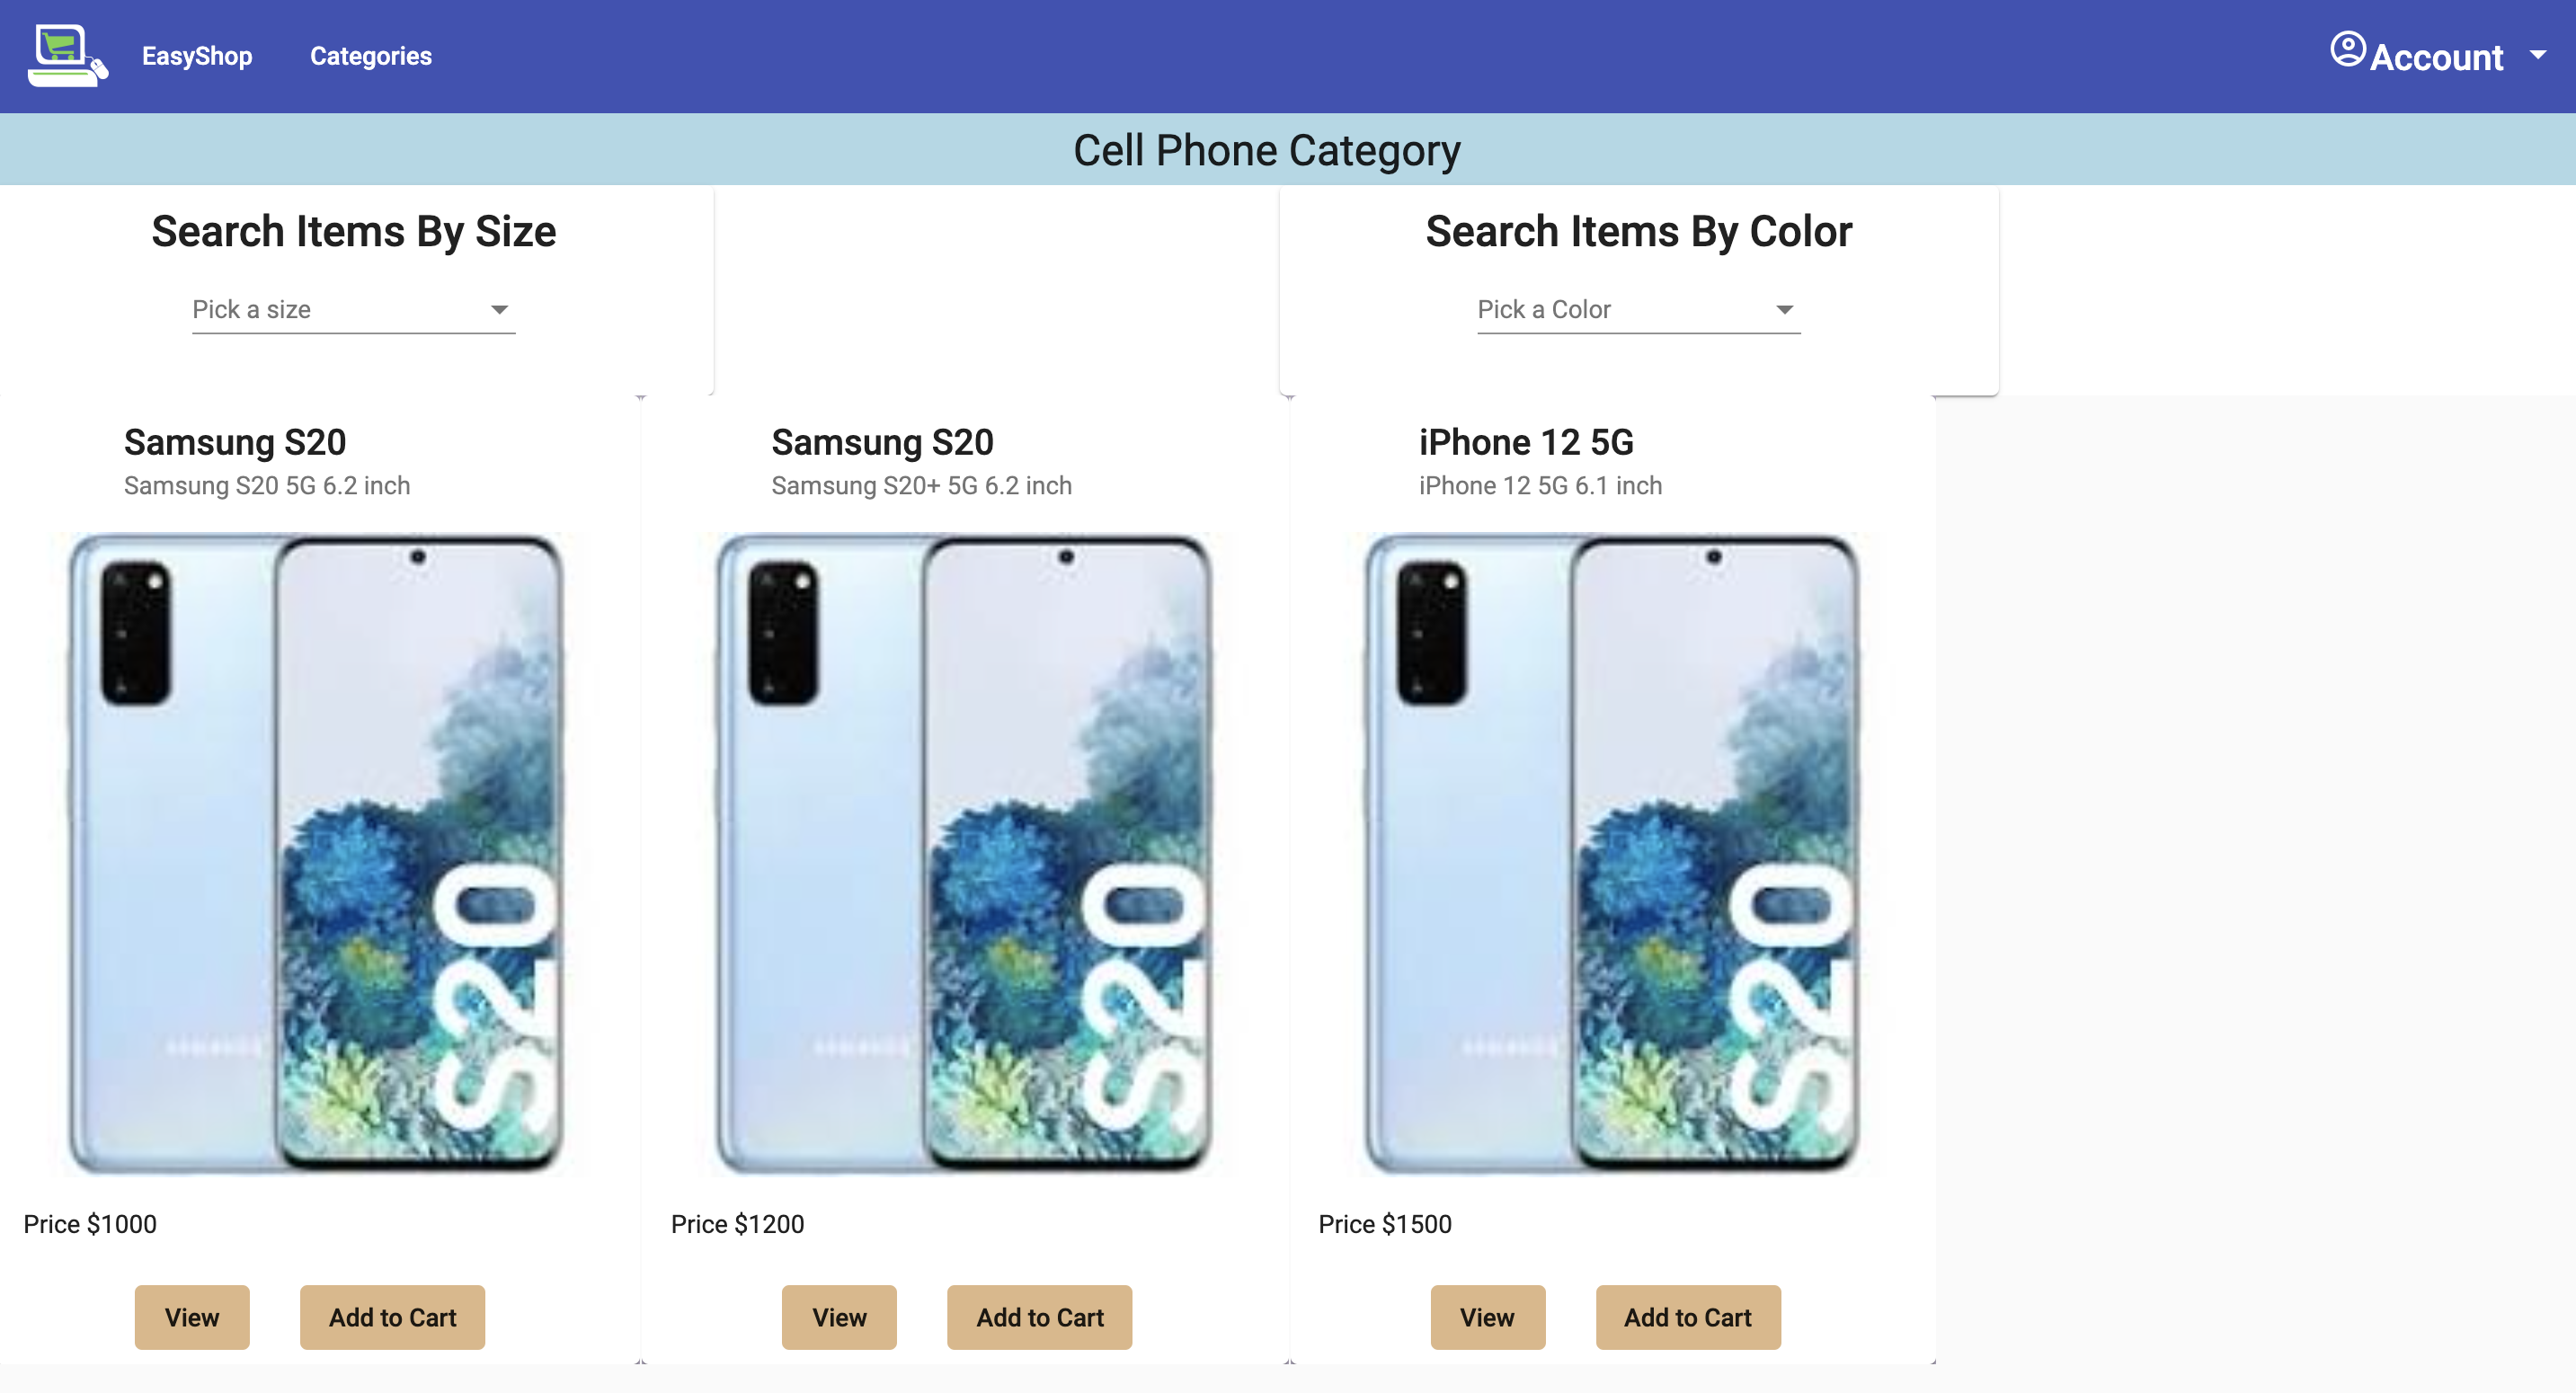 EasyShop
Categories
Account
Cell Phone Category
Search Items By Size
Pick a size
Search Items By Color
Pick a Color
Samsung S20
Samsung S20 5G 6.2 inch
S20
Price $1000
View
Add to Cart
Samsung S20
Samsung S20+ 5G 6.2 inch
S20
Price $1200
View
Add to Cart
iPhone 12 5G
iPhone 12 5G 6.1 inch
S20
Price $1500
View
Add to Cart